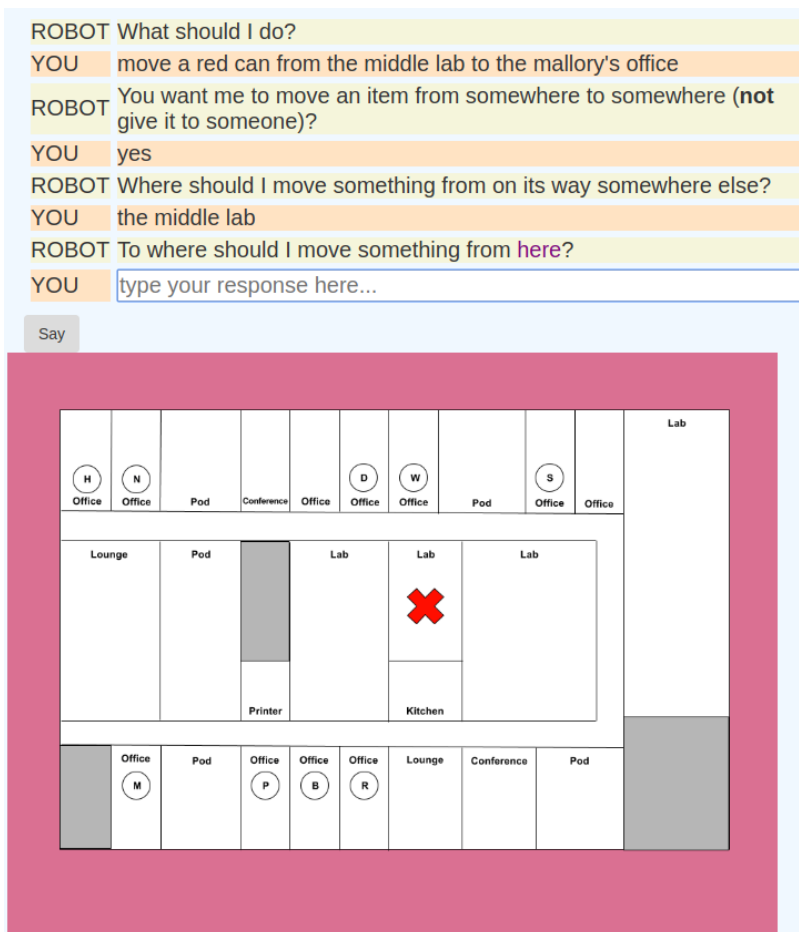 ROBOT What should I do?
YOU move a red can from the middle lab to the mallory's office
ROBOT You want me to move an item from somewhere to somewhere (not
give it to someone)?
YOU yes
ROBOT Where should I move something from on its way somewhere else?
YOU the middle lab
ROBOT To where should I move something from here?
YOU type your response here...
Say
Lab
H N D W S
Office Office Pod Conference Office Office Office Pod Office Office
Lounge Pod Lab Lab Lab
Printer Kitchen
Office Pod Office Office Office Lounge Conference Pod
M P B R